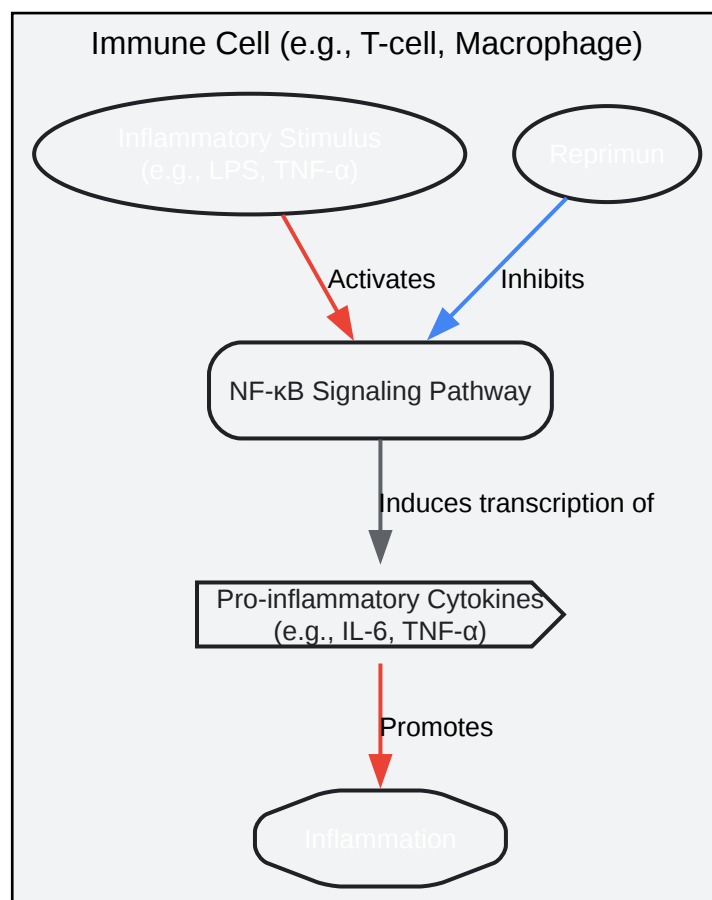 Immune Cell (e.g., T-cell, Macrophage)
Inflammatory Stimulus
(e.g., LPS, TNF-α)
Reprimun
Activates
Inhibits
NF-κB Signaling Pathway
Induces transcription of
Pro-inflammatory Cytokines
(e.g., IL-6, TNF-α)
Promotes
Inflammation